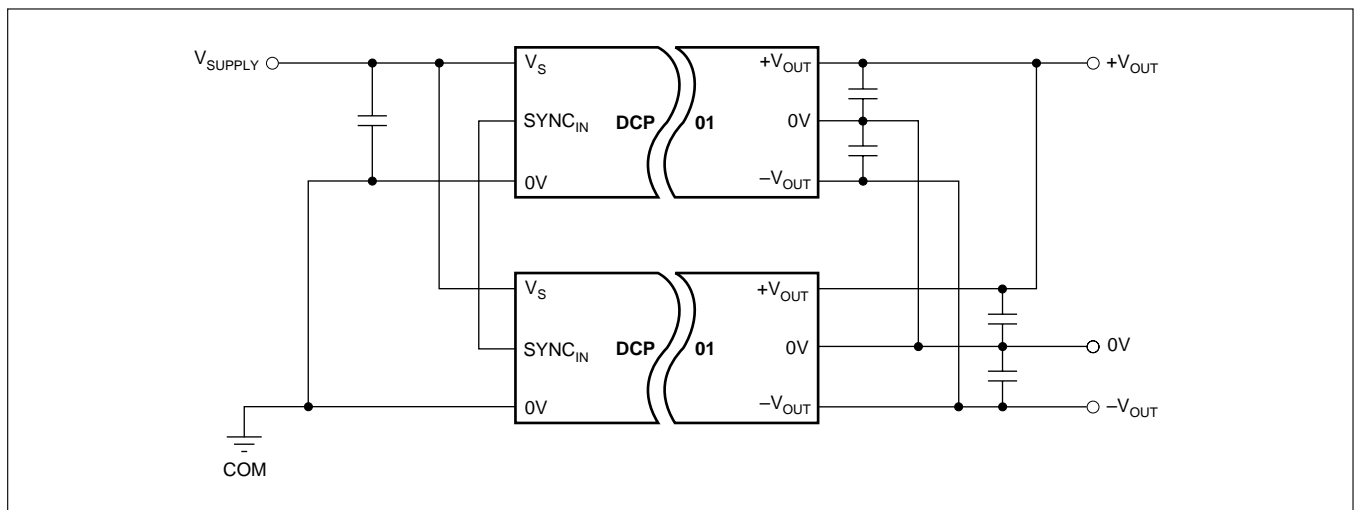 V_SUPPLY
V_S
SYNC_IN
0V
DCP 01
+V_OUT
0V
–V_OUT
+V_OUT
V_S
SYNC_IN
0V
DCP 01
+V_OUT
0V
–V_OUT
0V
–V_OUT
COM